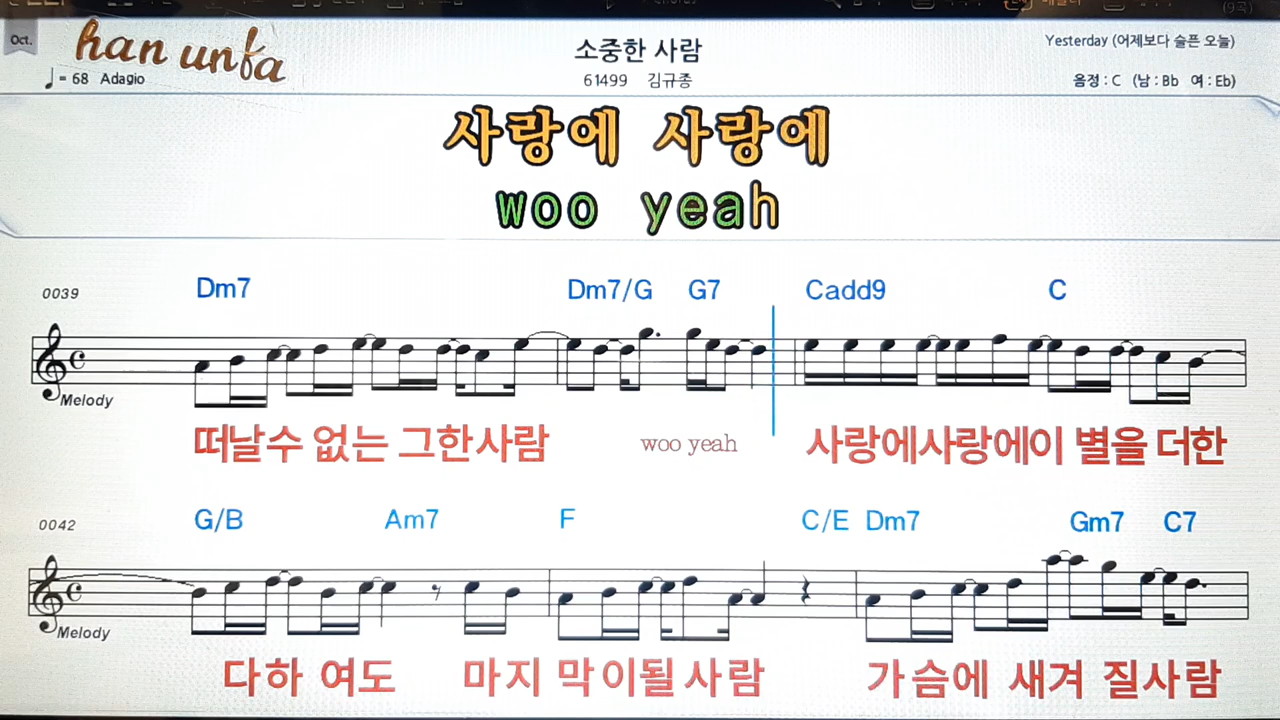 Oct.
han unfa
♩= 68 Adagio
소중한 사람
61499 김규종
Yesterday (어제보다 슬픈 오늘)
음정 : C (남 : Bb 여 : Eb)
사랑에 사랑에
woo yeah
0039
Dm7 Dm7/G G7 Cadd9 C
Melody
떠날수 없는 그한사람 woo yeah 사랑에사랑에이 별을 더한
0042
G/B Am7 F C/E Dm7 Gm7 C7
Melody
다하 여도 마지 막이될 사람 가슴에 새겨 질사람